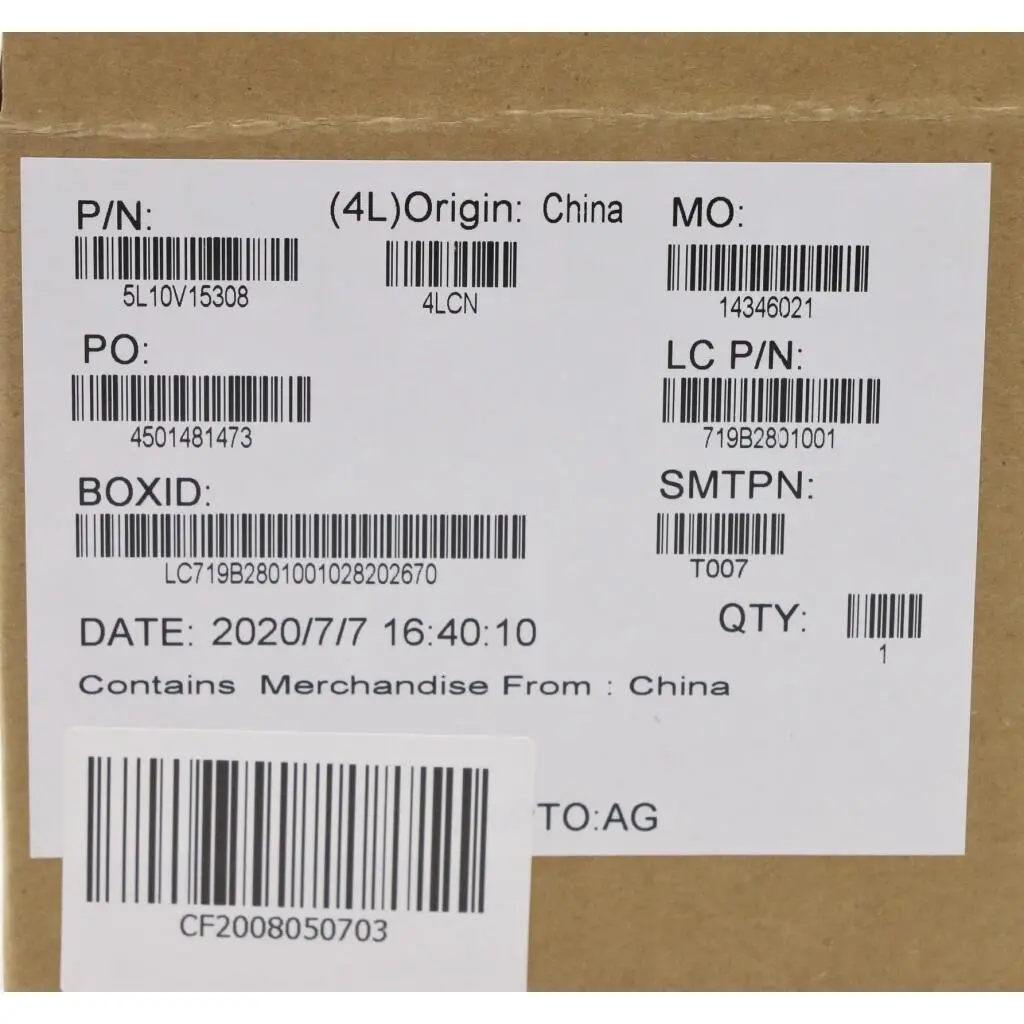 P/N: (4L)Origin: China MO:
5L10V15308 4LCN 14346021
PO: LC P/N:
4501481473 719B2801001
BOXID: SMTPN:
LC719B2801001028202670 T007
DATE: 2020/7/7 16:40:10 QTY:
1
Contains Merchandise From : China
TO:AG
CF2008050703